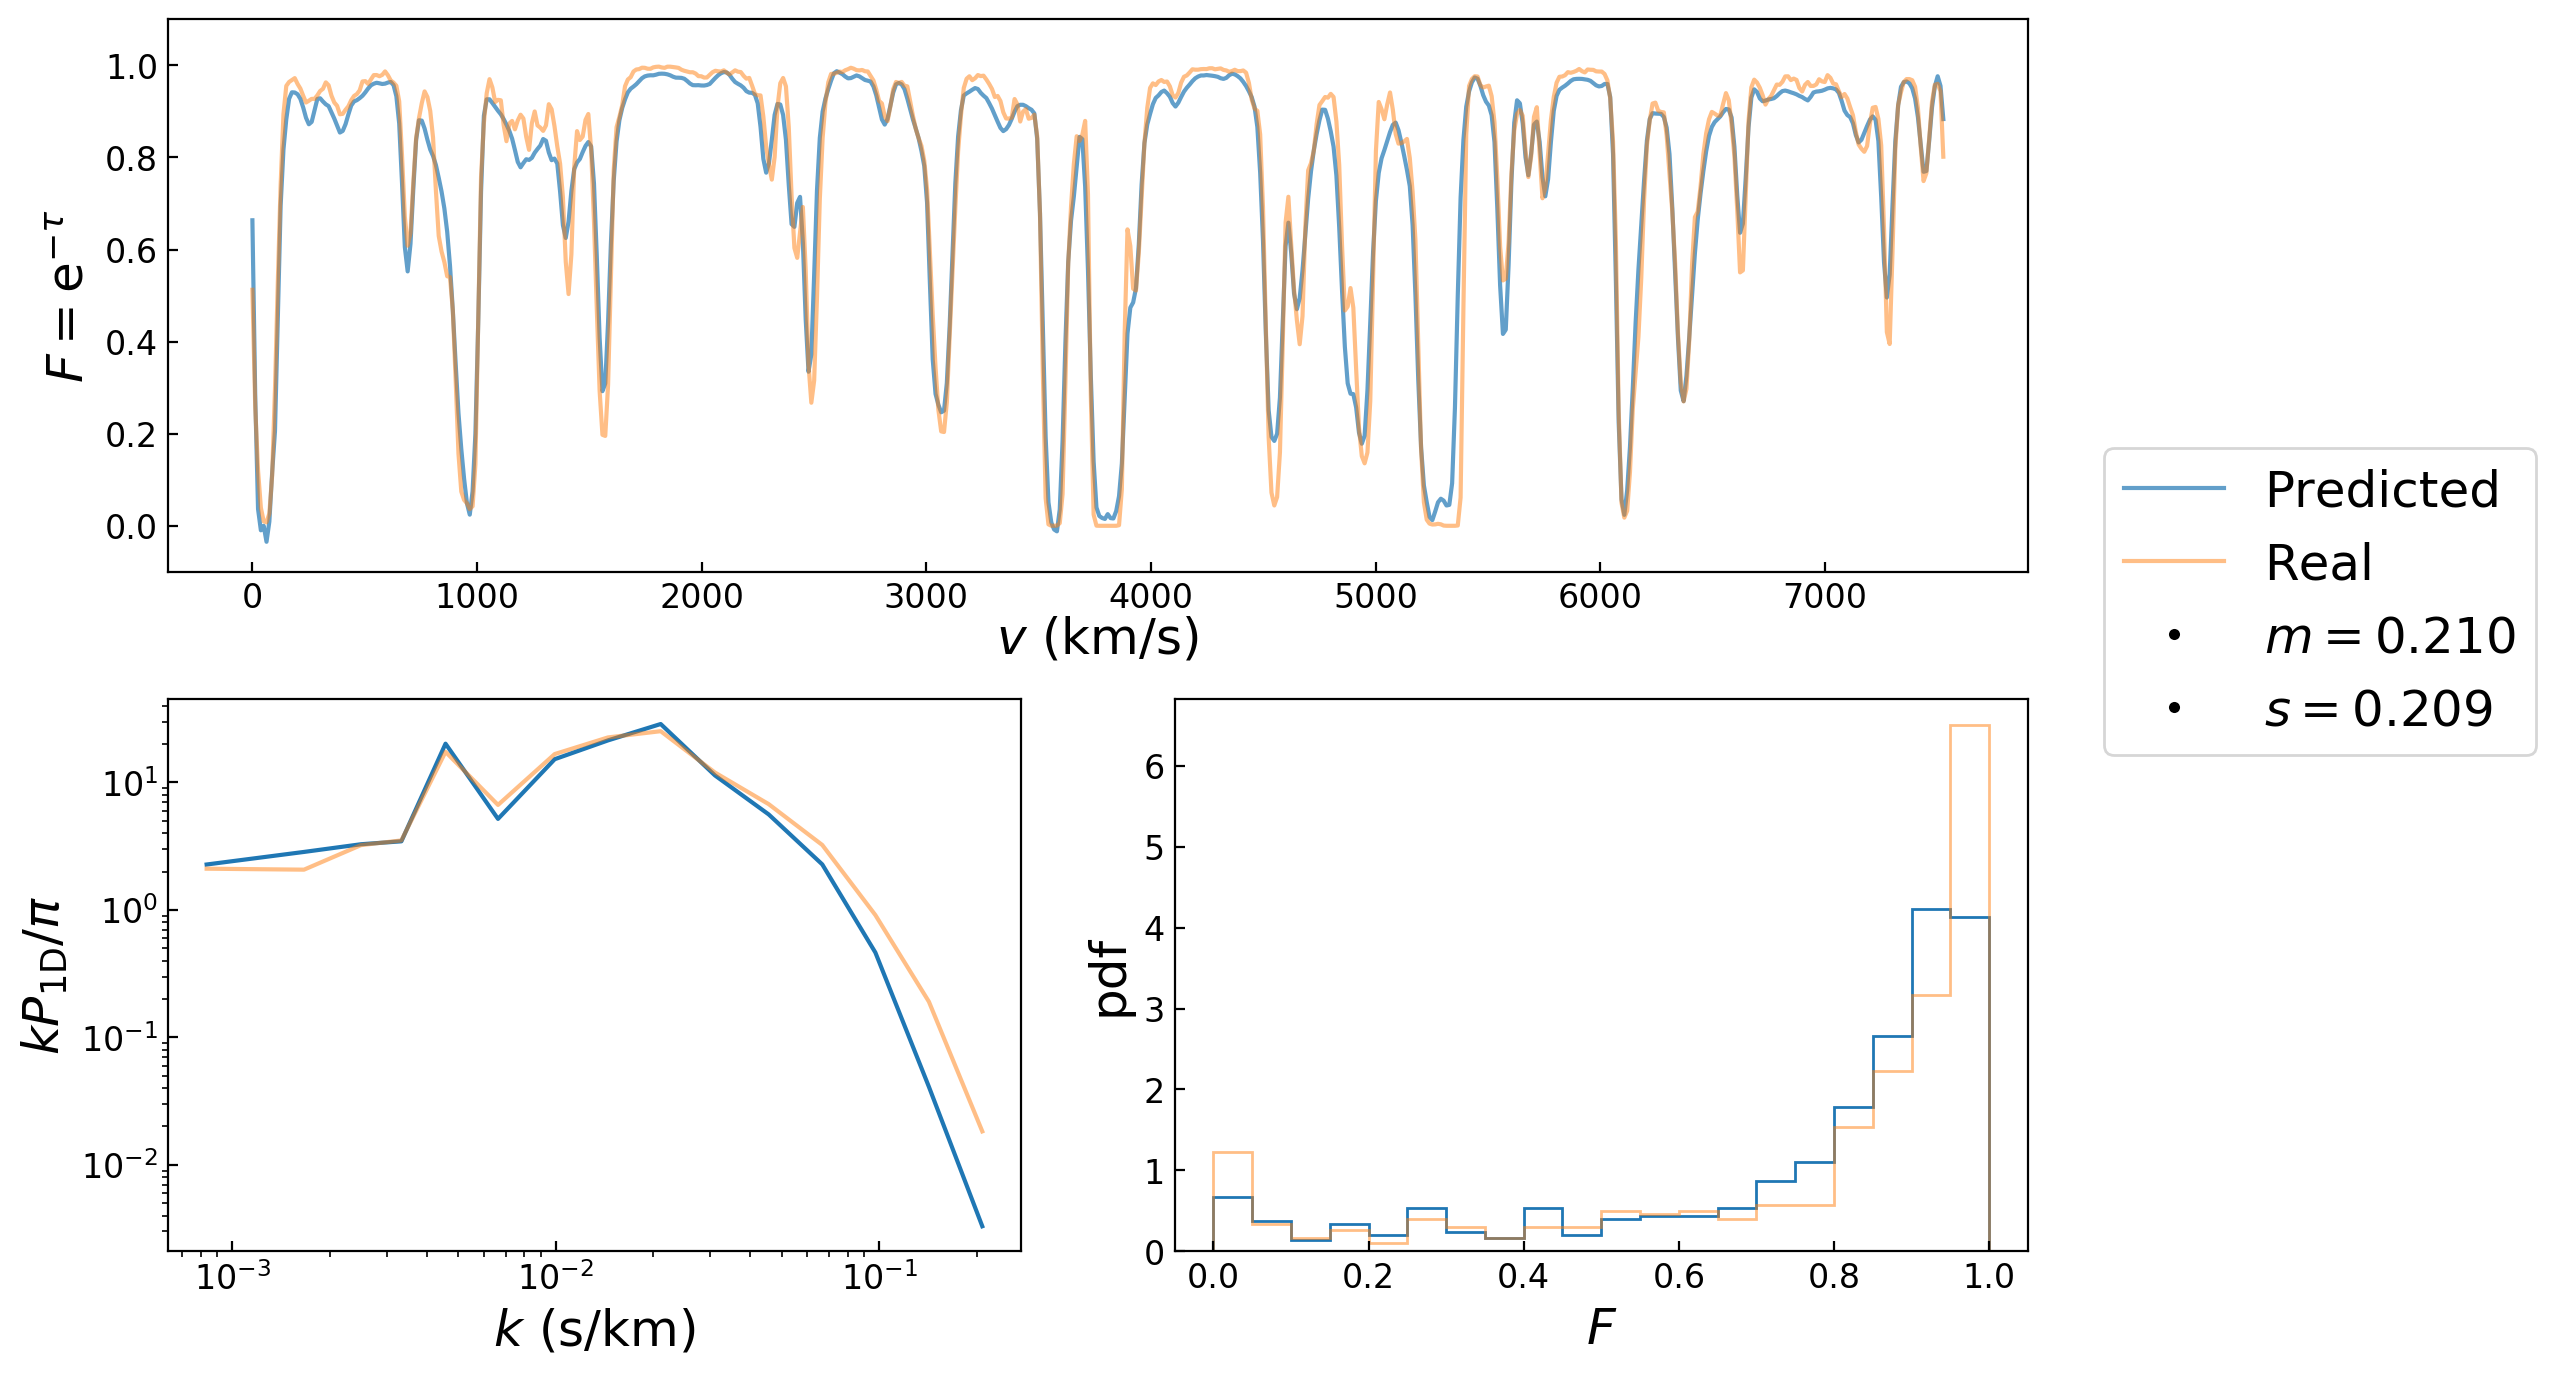 1.0
0.8
0.6
0.4
0.2
0.0
F = e^{-τ}
0 1000 2000 3000 4000 5000 6000 7000
v (km/s)
Predicted
Real
m = 0.210
s = 0.209
10^1
10^0
10^{-1}
10^{-2}
kP_{1D}/π
10^{-3} 10^{-2} 10^{-1}
k (s/km)
6
5
4
3
2
1
0
pdf
0.0 0.2 0.4 0.6 0.8 1.0
F